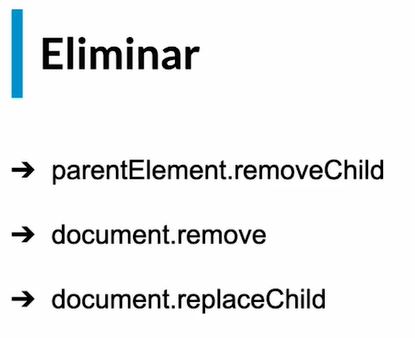 Eliminar
➔ parentElement.removeChild
➔ document.remove
➔ document.replaceChild